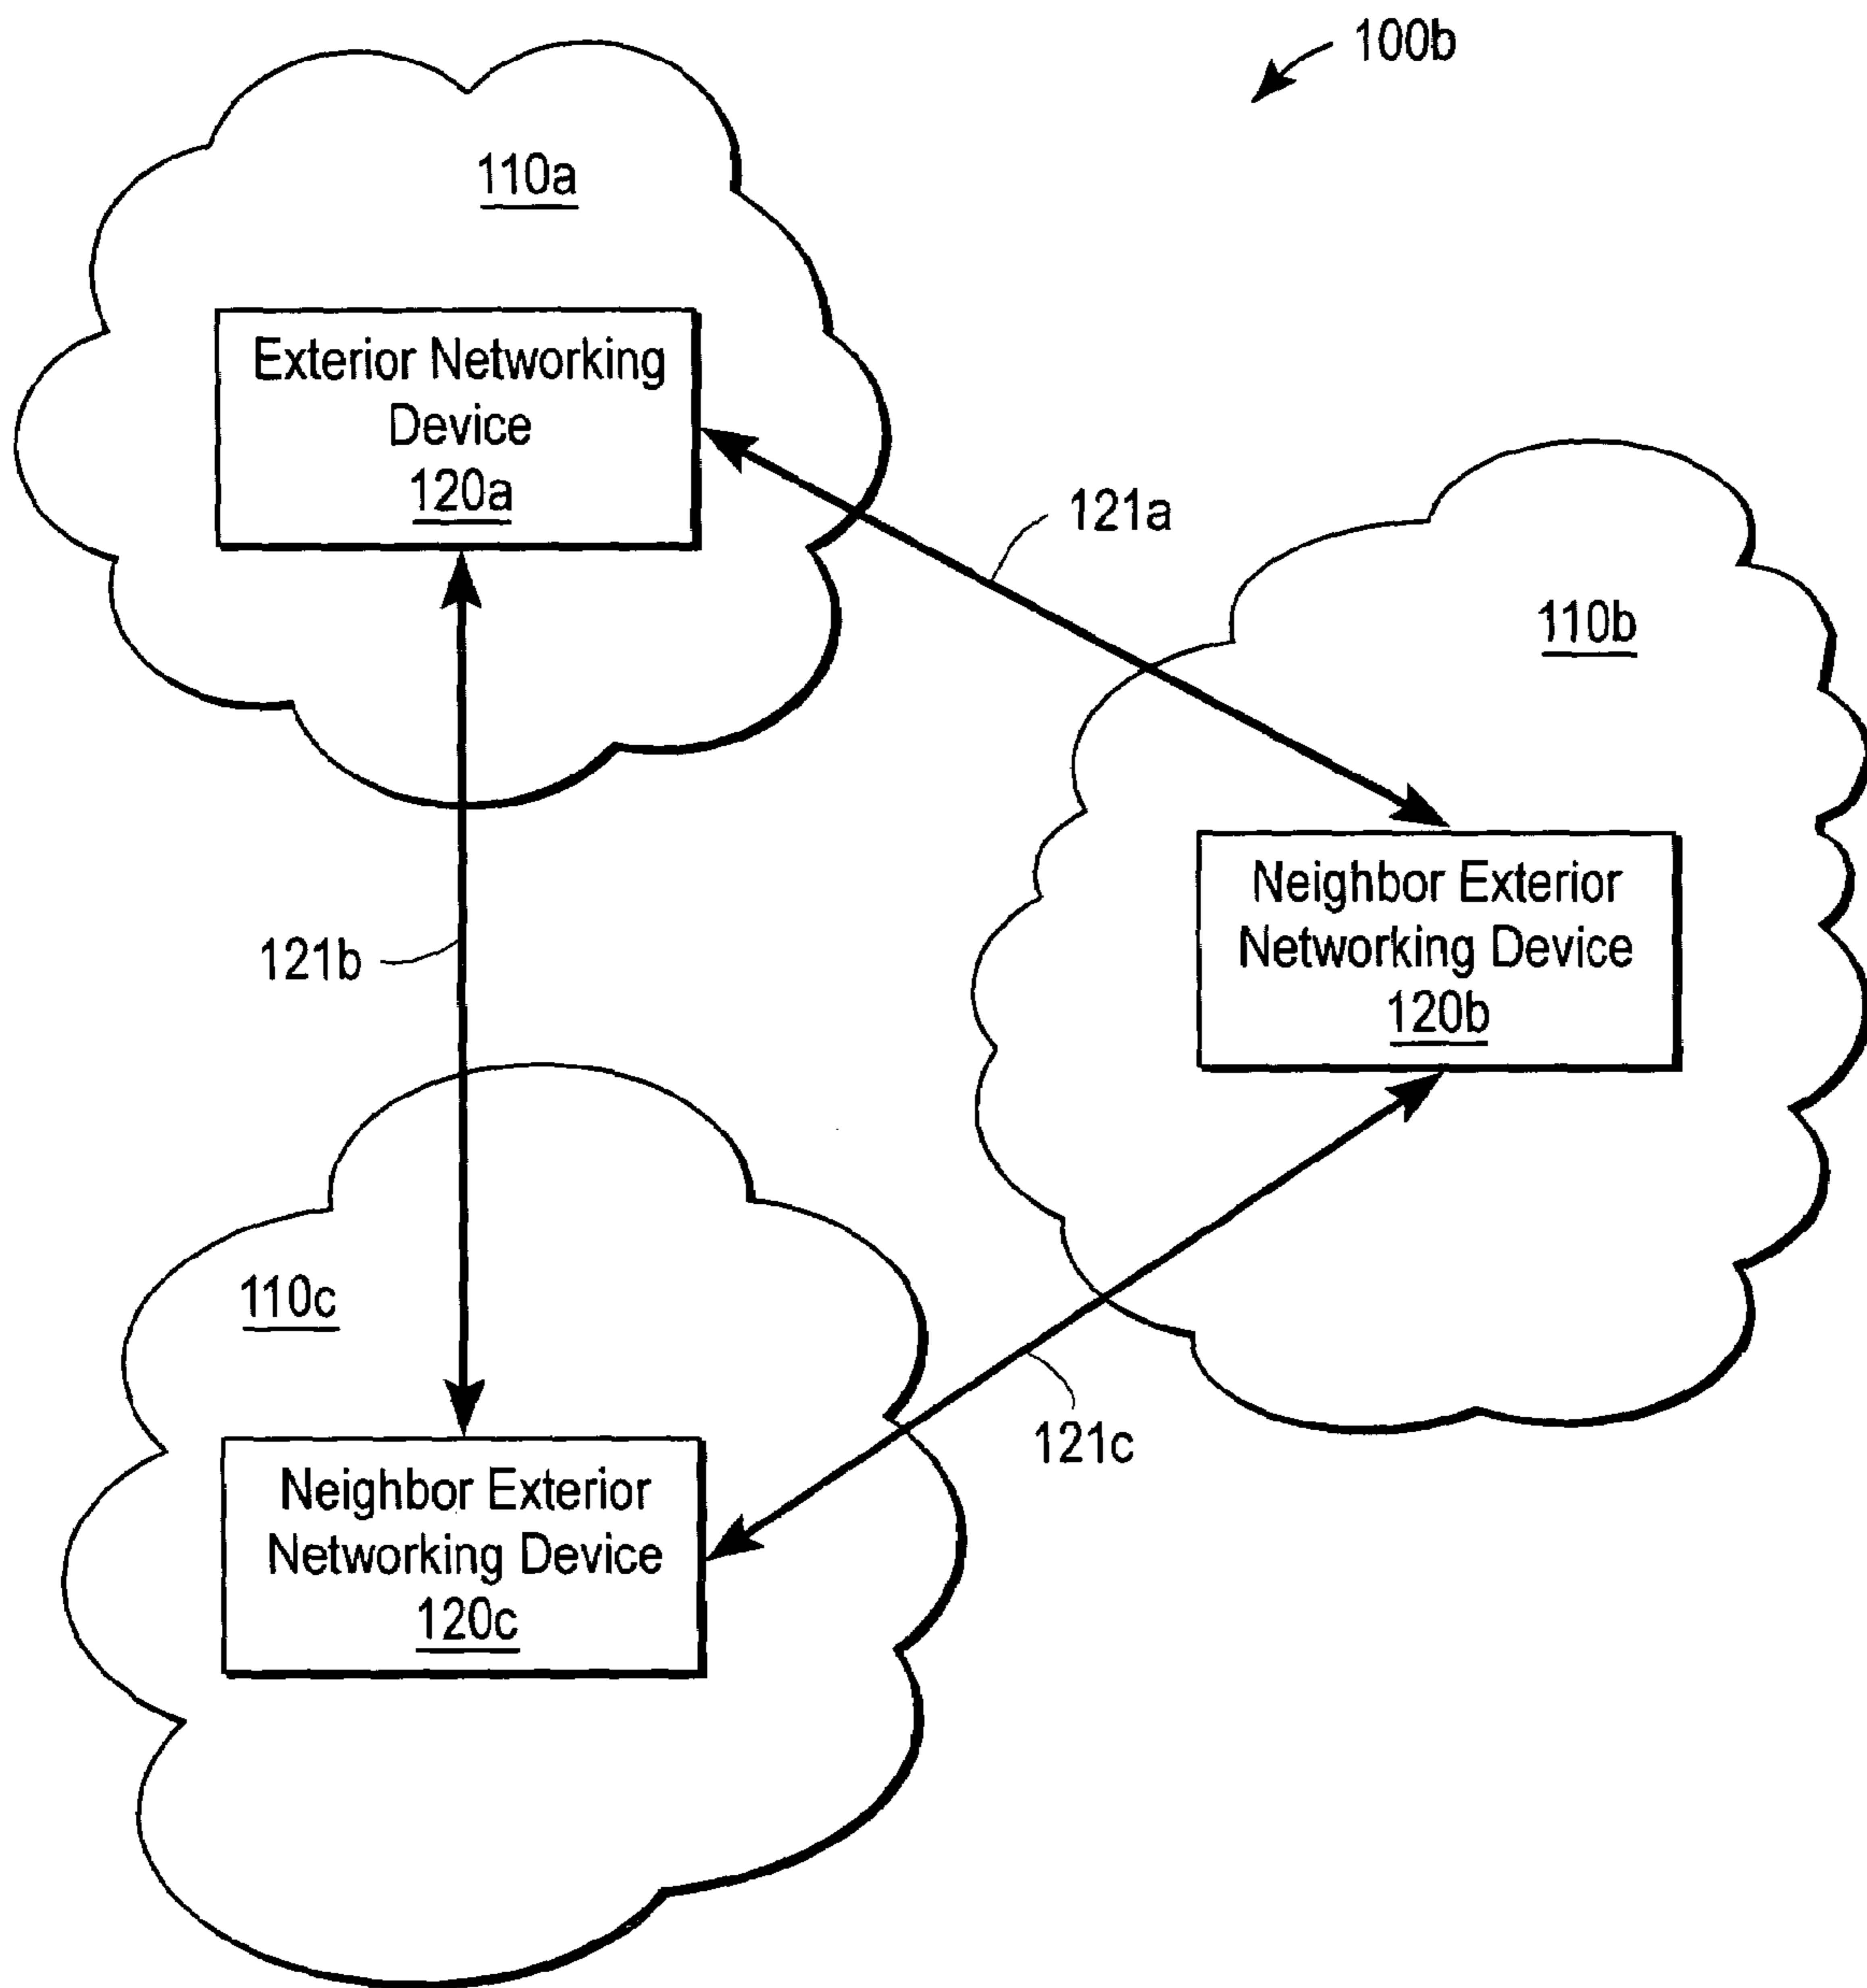 100b
110a
Exterior Networking
Device
120a
121a
110b
Neighbor Exterior
Networking Device
120b
121b
110c
121c
Neighbor Exterior
Networking Device
120c